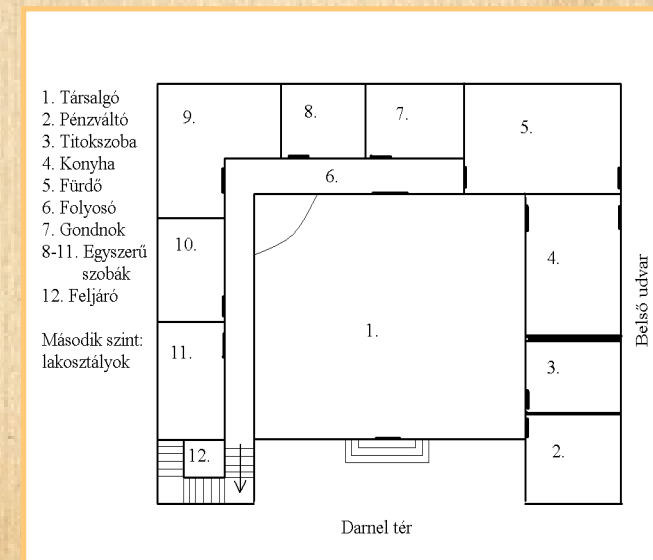 1. Társalgó
2. Pénzváltó
3. Titokszoba
4. Konyha
5. Fürdő
6. Folyosó
7. Gondnok
8-11. Egyszerű
szobák
12. Feljáró
Második szint:
lakosztályok
9.
8.
7.
5.
6.
10.
4.
1.
11.
3.
12.
2.
Belső udvar
Darnel tér